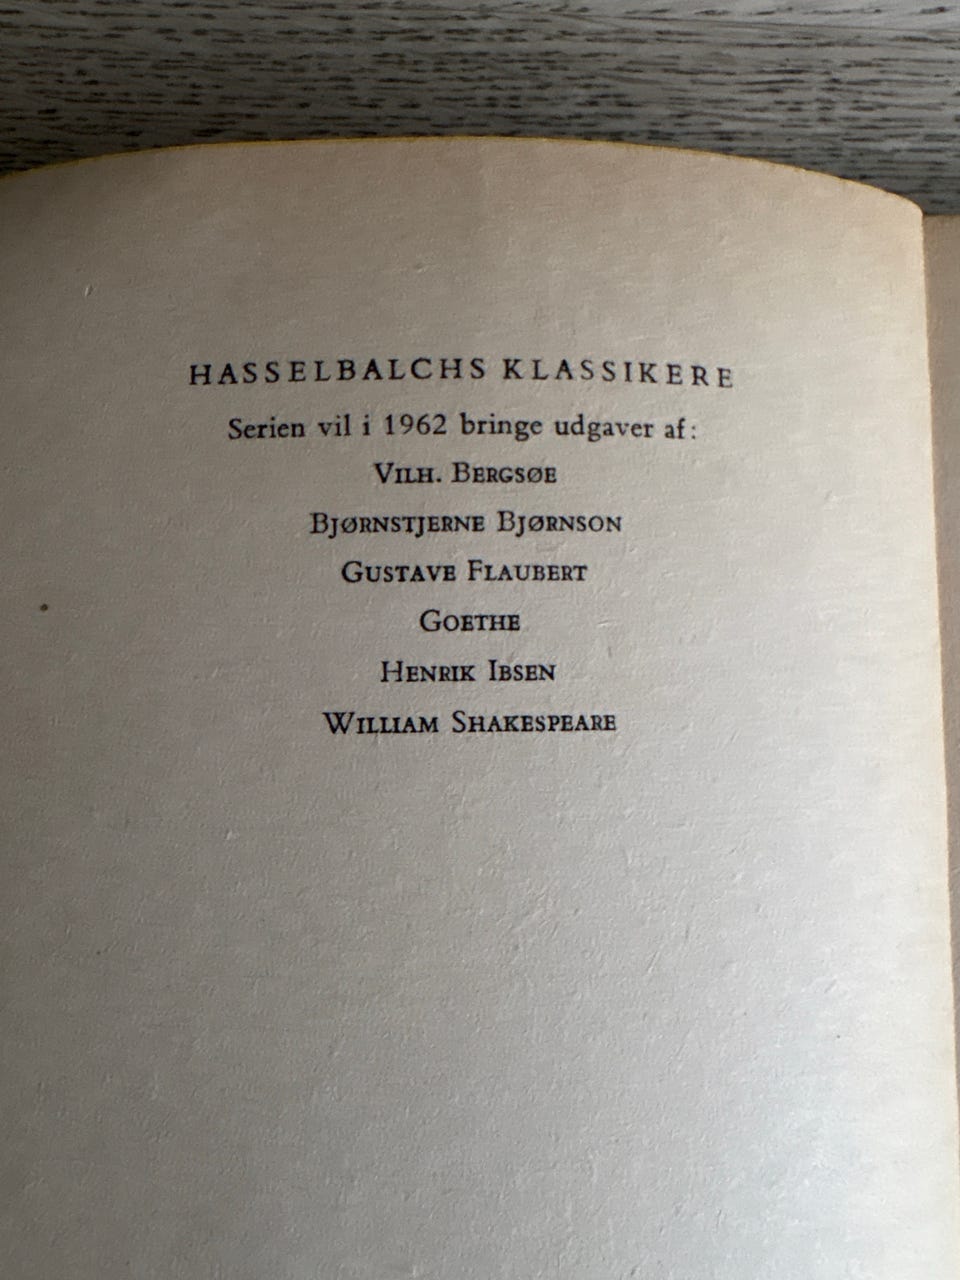 HASSELBALCHS KLASSIKERE
Serien vil i 1962 bringe udgaver af:
VILH. BERGSØE
BJØRNSTJERNE BJØRNSON
GUSTAVE FLAUBERT
GOETHE
HENRIK IBSEN
WILLIAM SHAKESPEARE